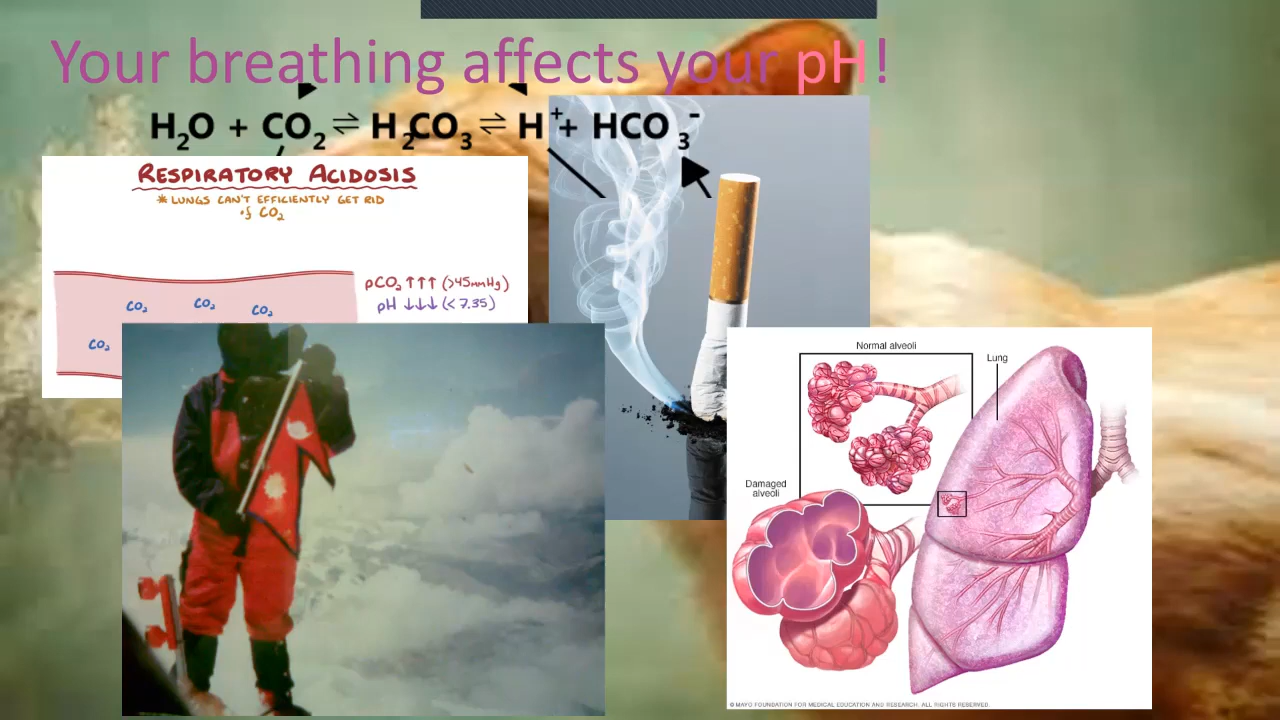 Your breathing affects your pH!
H₂O + CO₂ ⇌ H₂CO₃ ⇌ H⁺ + HCO₃⁻
RESPIRATORY ACIDOSIS
* LUNGS CAN'T EFFICIENTLY GET RID
of CO₂
pCO₂ ↑↑↑ (>45mmHg)
pH ↓↓↓ (<7.35)
CO₂ CO₂ CO₂
CO₂
Normal alveoli
Lung
Damaged
alveoli
© MAYO FOUNDATION FOR MEDICAL EDUCATION AND RESEARCH. ALL RIGHTS RESERVED.